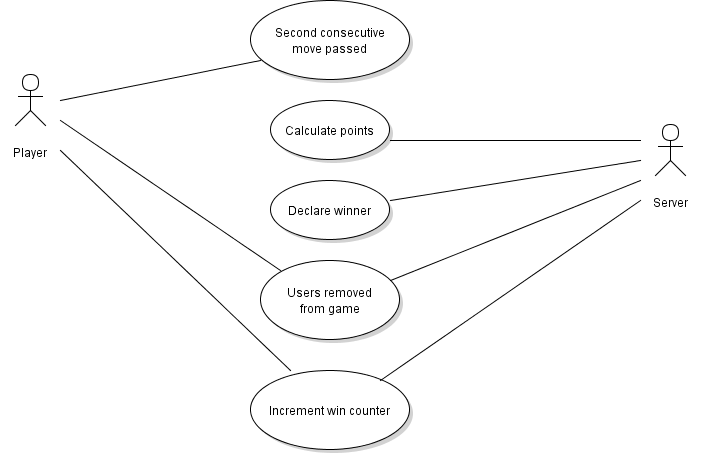 Second consecutive
move passed
Player
Calculate points
Declare winner
Server
Users removed
from game
Increment win counter